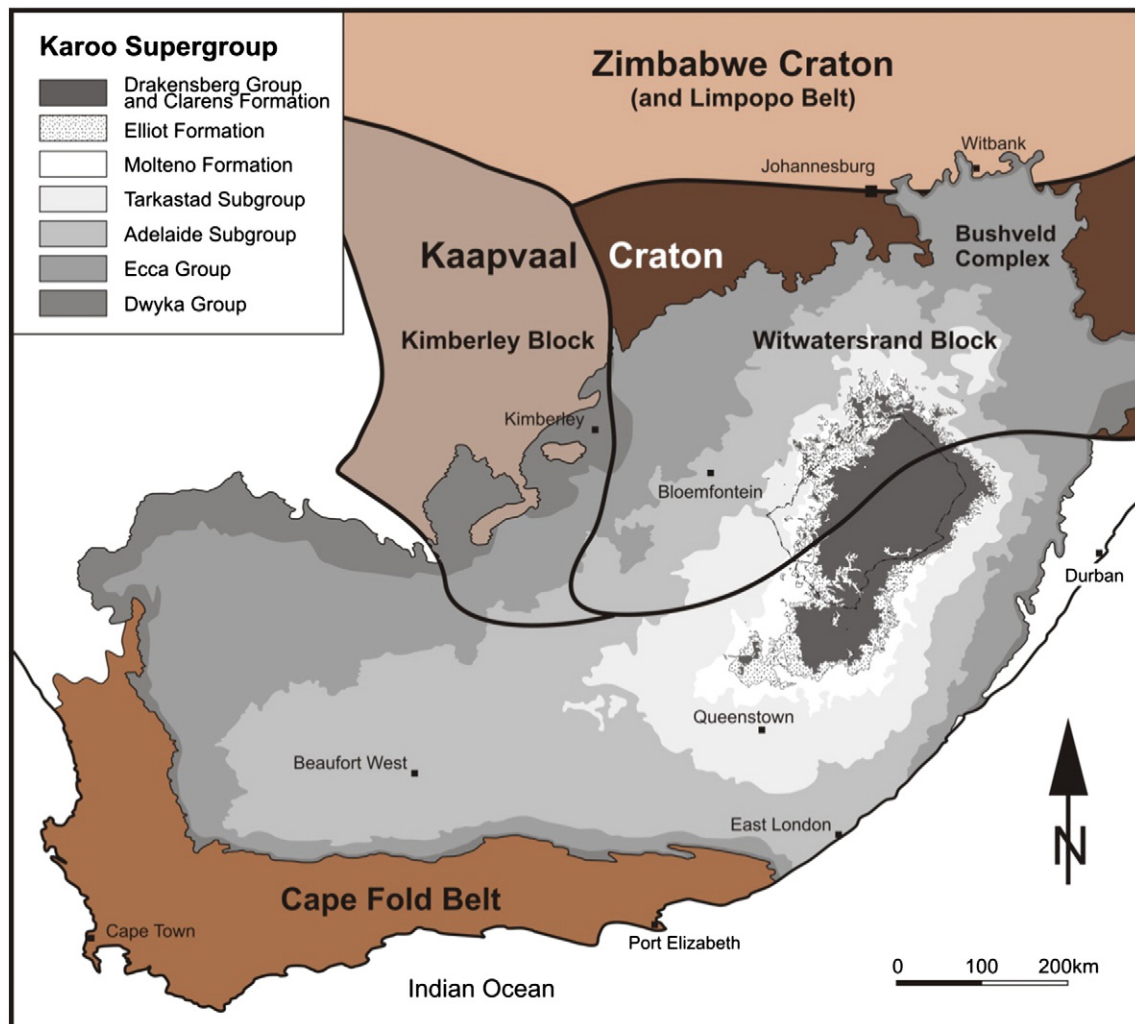 Karoo Supergroup
Drakensberg Group
and Clarens Formation
Elliot Formation
Molteno Formation
Tarkastad Subgroup
Adelaide Subgroup
Ecca Group
Dwyka Group
Zimbabwe Craton
(and Limpopo Belt)
Witbank
Johannesburg
Kaapvaal Craton
Bushveld
Complex
Kimberley Block
Witwatersrand Block
Kimberley
Bloemfontein
Durban
Queenstown
Beaufort West
East London
N
Cape Fold Belt
Cape Town
Port Elizabeth
Indian Ocean
0 100 200km